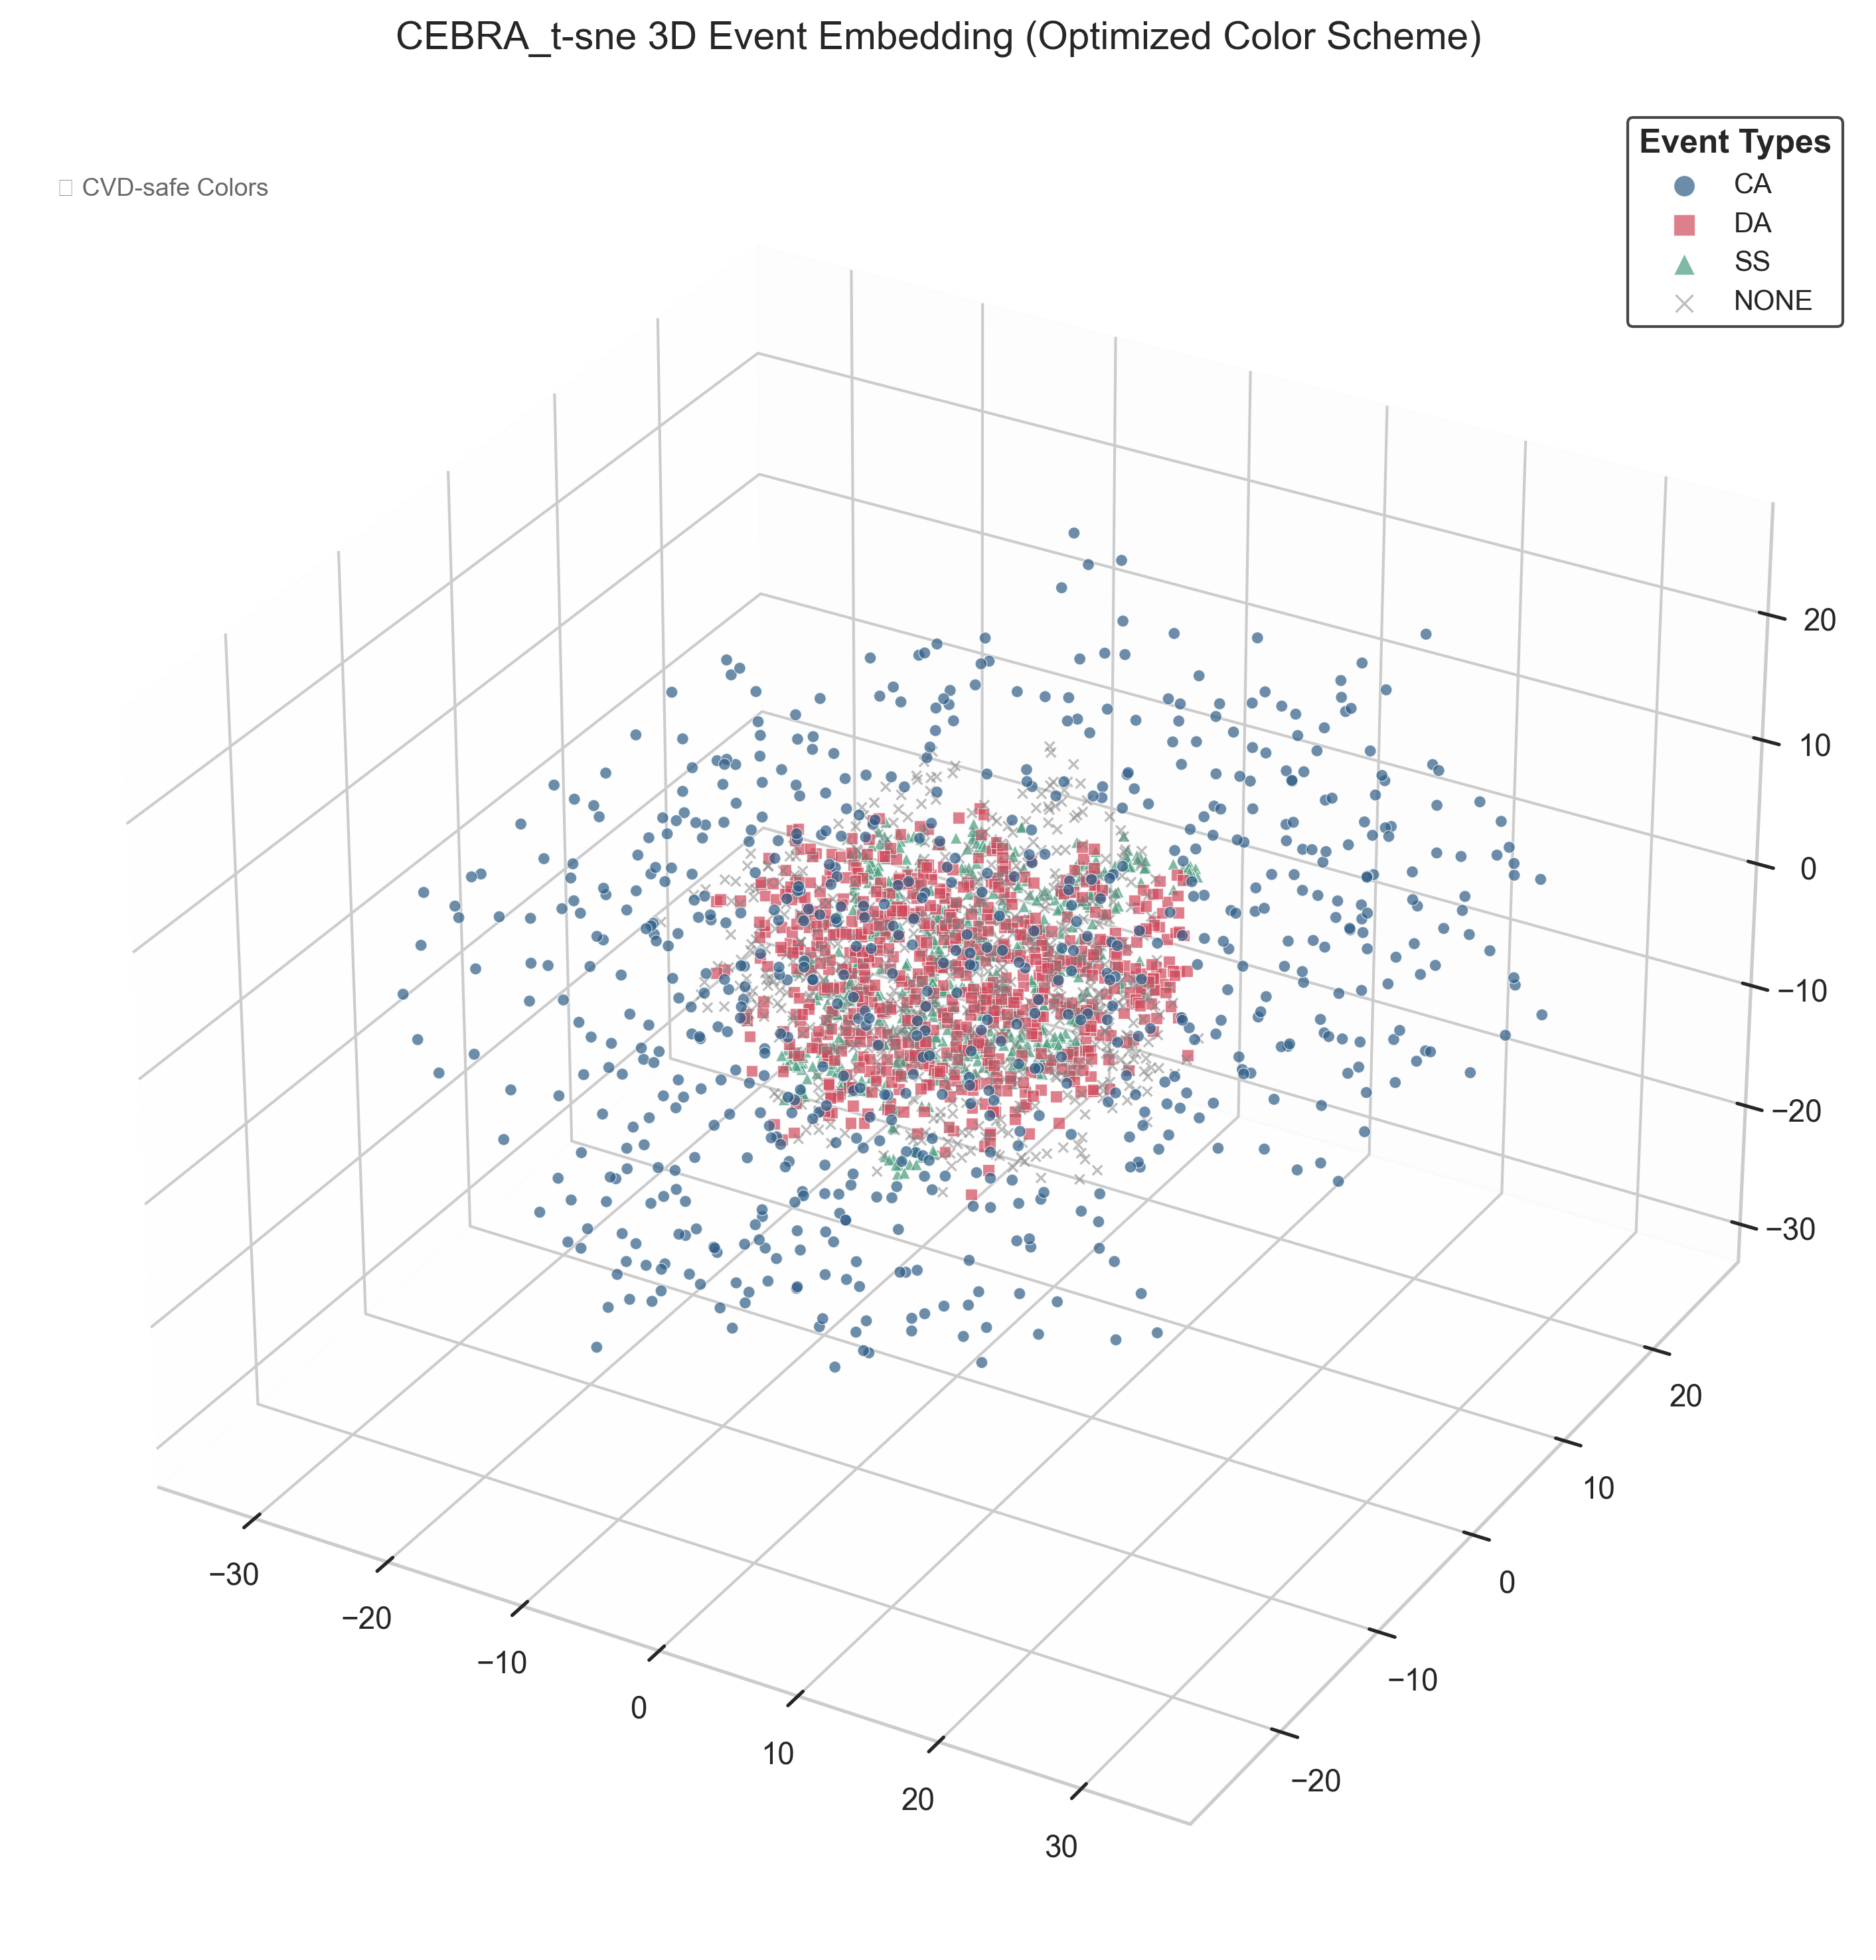 CEBRA_t-sne 3D Event Embedding (Optimized Color Scheme)
Event Types
CA
DA
SS
NONE
□ CVD-safe Colors
20
10
0
−10
−20
−30
20
10
0
−10
−20
−30
−20
−10
0
10
20
30